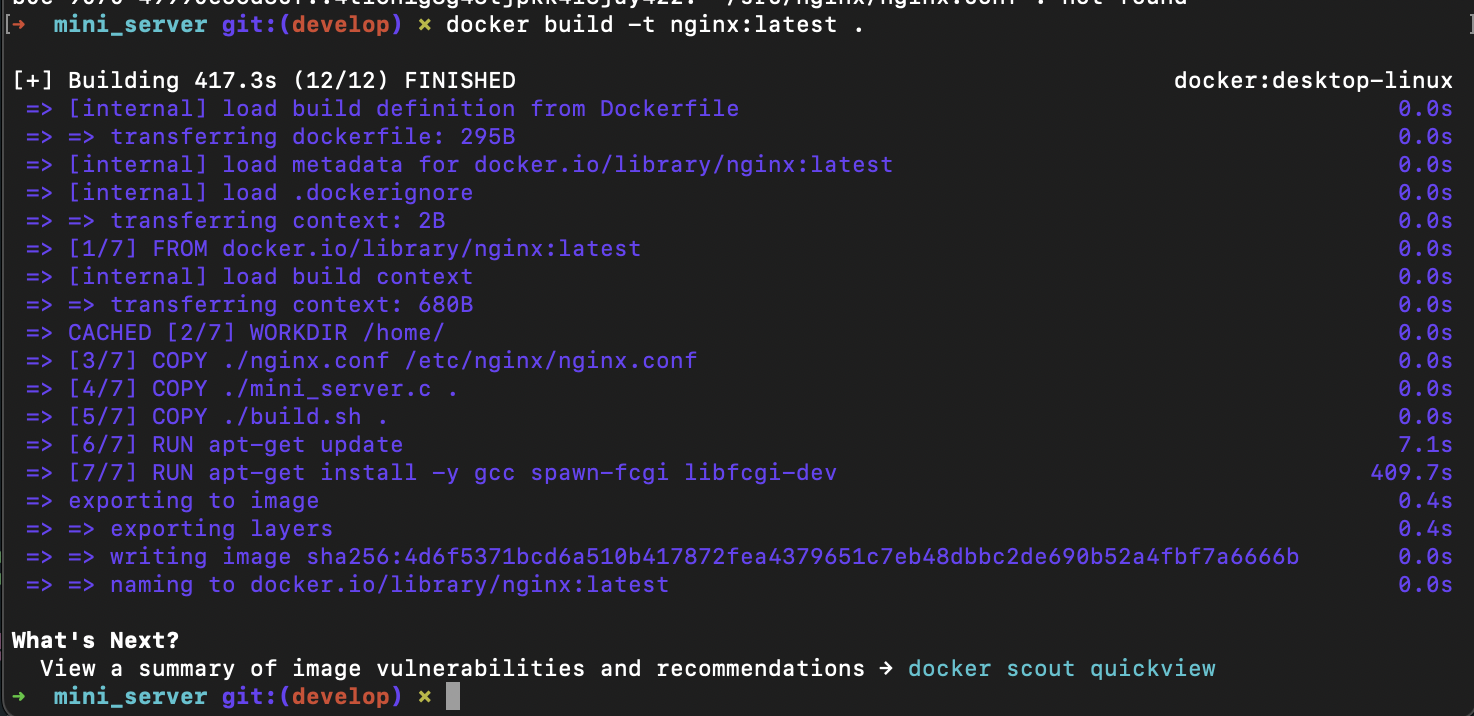 [→ mini_server git:(develop) × docker build -t nginx:latest .
[+] Building 417.3s (12/12) FINISHED docker:desktop-linux
=> [internal] load build definition from Dockerfile 0.0s
=> => transferring dockerfile: 295B 0.0s
=> [internal] load metadata for docker.io/library/nginx:latest 0.0s
=> [internal] load .dockerignore 0.0s
=> => transferring context: 2B 0.0s
=> [1/7] FROM docker.io/library/nginx:latest 0.0s
=> [internal] load build context 0.0s
=> => transferring context: 680B 0.0s
=> CACHED [2/7] WORKDIR /home/ 0.0s
=> [3/7] COPY ./nginx.conf /etc/nginx/nginx.conf 0.0s
=> [4/7] COPY ./mini_server.c . 0.0s
=> [5/7] COPY ./build.sh . 0.0s
=> [6/7] RUN apt-get update 7.1s
=> [7/7] RUN apt-get install -y gcc spawn-fcgi libfcgi-dev 409.7s
=> exporting to image 0.4s
=> => exporting layers 0.4s
=> => writing image sha256:4d6f5371bcd6a510b417872fea4379651c7eb48dbbc2de690b52a4fbf7a6666b 0.0s
=> => naming to docker.io/library/nginx:latest 0.0s
What's Next?
View a summary of image vulnerabilities and recommendations → docker scout quickview
→ mini_server git:(develop) ×